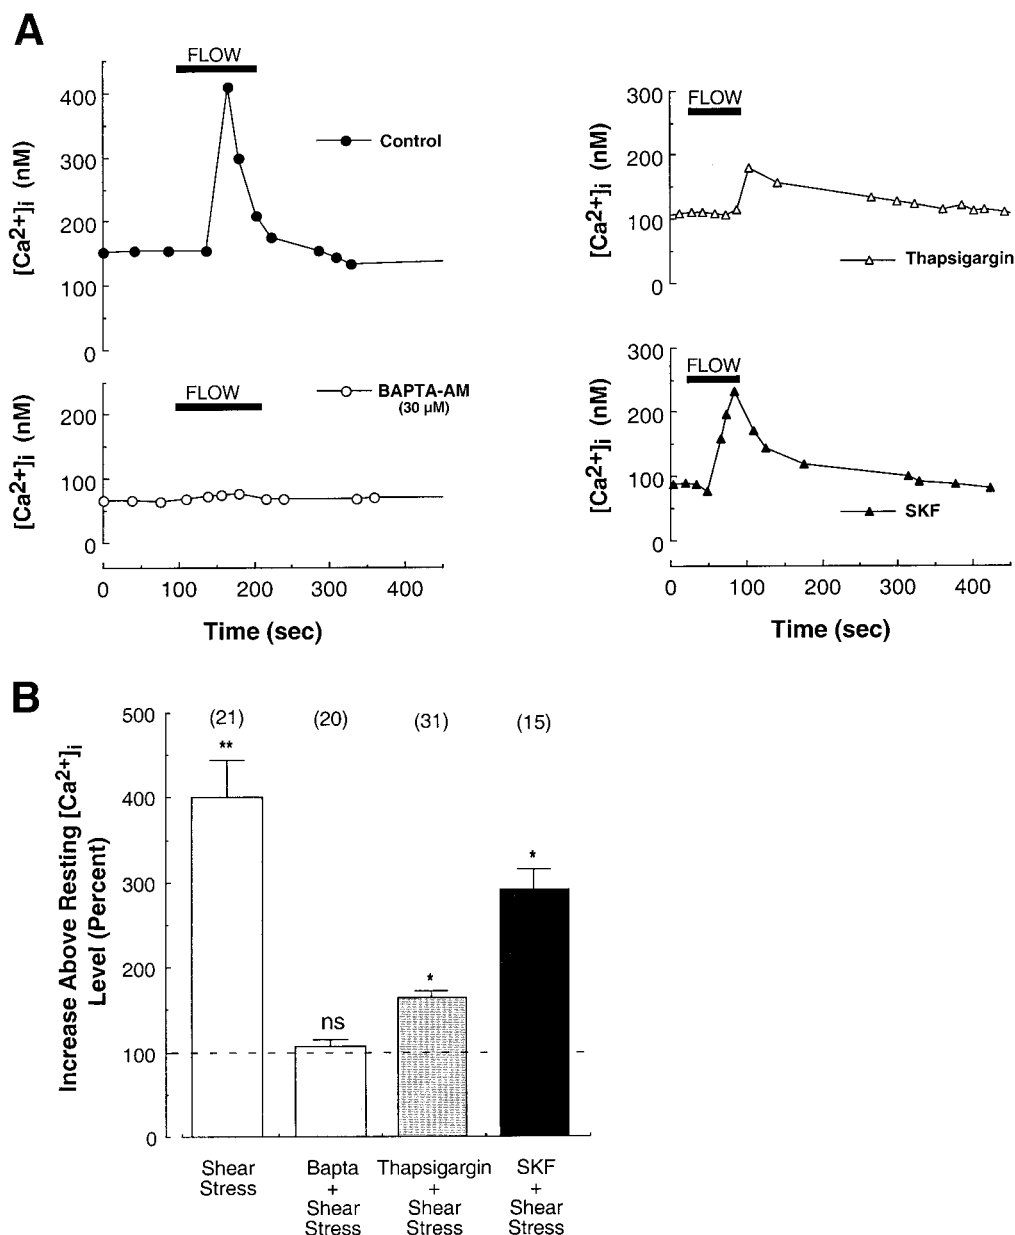 A
FLOW
400
300
200
100
0
[Ca2+]i (nM)
Control
FLOW
200
100
0
[Ca2+]i (nM)
BAPTA-AM
(30 µM)
0 100 200 300 400
Time (sec)
FLOW
300
200
100
0
[Ca2+]i (nM)
Thapsigargin
FLOW
300
200
100
0
[Ca2+]i (nM)
SKF
0 100 200 300 400
Time (sec)
B
500
400
300
200
100
0
Increase Above Resting [Ca2+]i
Level (Percent)
(21) (20) (31) (15)
**
ns
*
*
Shear
Stress
Bapta
+
Shear
Stress
Thapsigargin
+
Shear
Stress
SKF
+
Shear
Stress